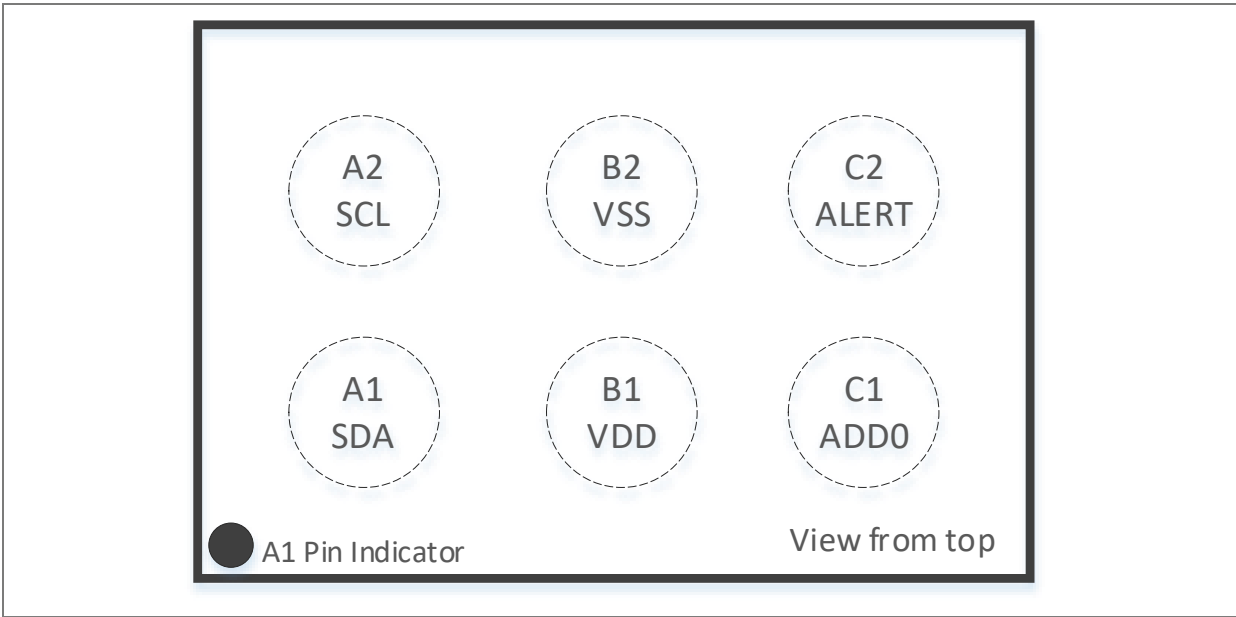 A2
SCL
B2
VSS
C2
ALERT
A1
SDA
B1
VDD
C1
ADD0
A1 Pin Indicator
View from top